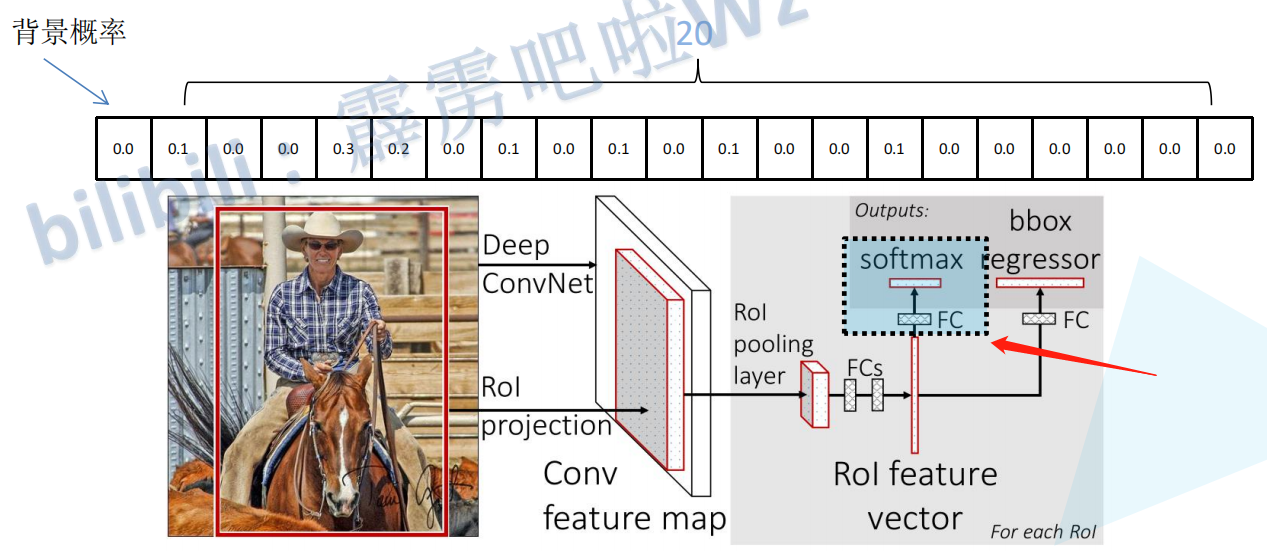 背景概率
20
0.0 0.1 0.0 0.0 0.3 0.2 0.0 0.1 0.0 0.1 0.0 0.1 0.0 0.0 0.1 0.0 0.0 0.0 0.0 0.0 0.0
bilibili：霹雳吧啦Wz
Deep
ConvNet
RoI
projection
Conv
feature map
RoI
pooling
layer
FCs
Outputs:
softmax
bbox
regressor
FC
FC
RoI feature
vector
For each RoI